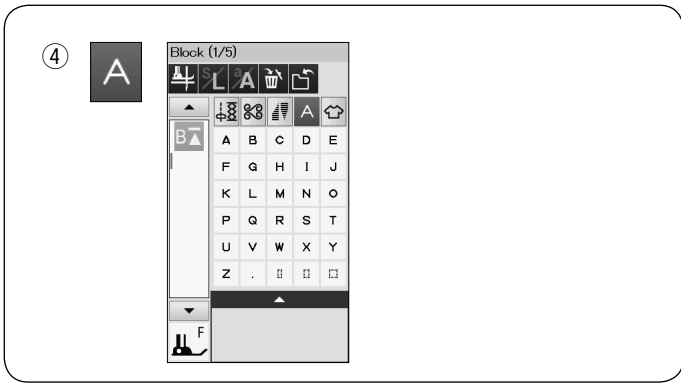 ④ A
Block (1/5)
S L a A
A
B A B C D E
F G H I J
K L M N O
P Q R S T
U V W X Y
Z .
F